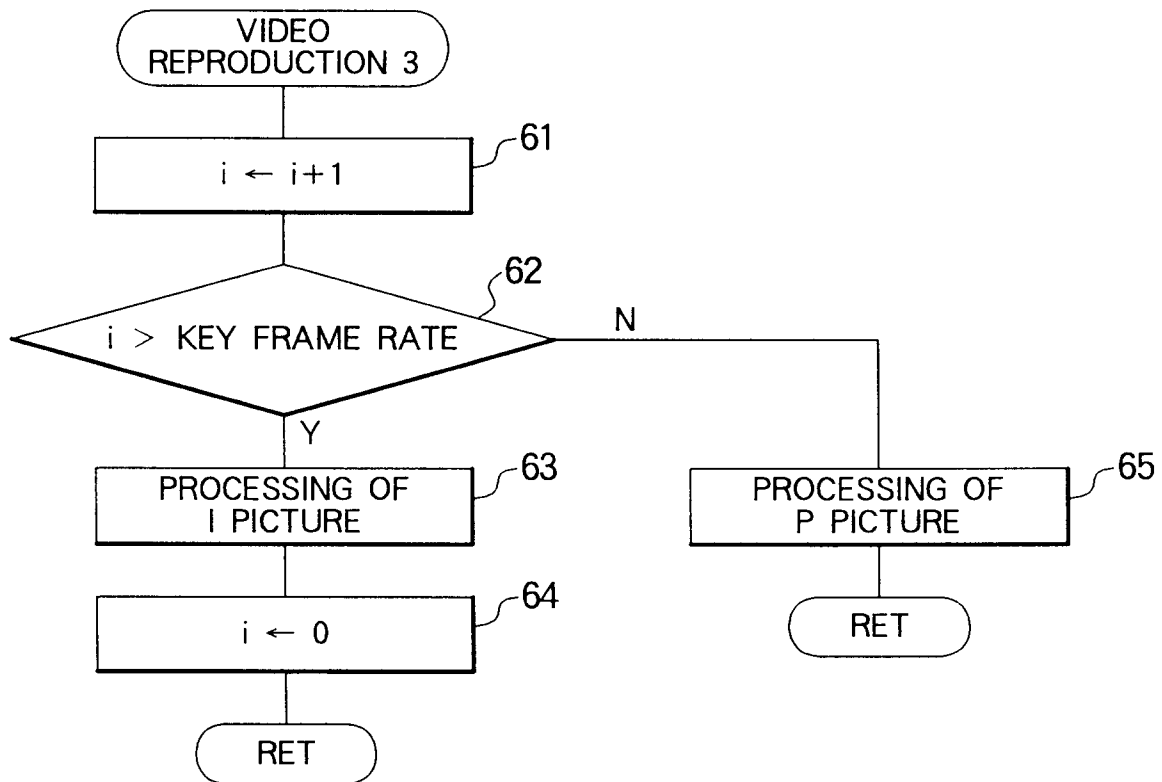 VIDEO
REPRODUCTION 3
61
i ← i+1
62
i > KEY FRAME RATE
N
Y
63
PROCESSING OF
I PICTURE
65
PROCESSING OF
P PICTURE
64
i ← 0
RET
RET